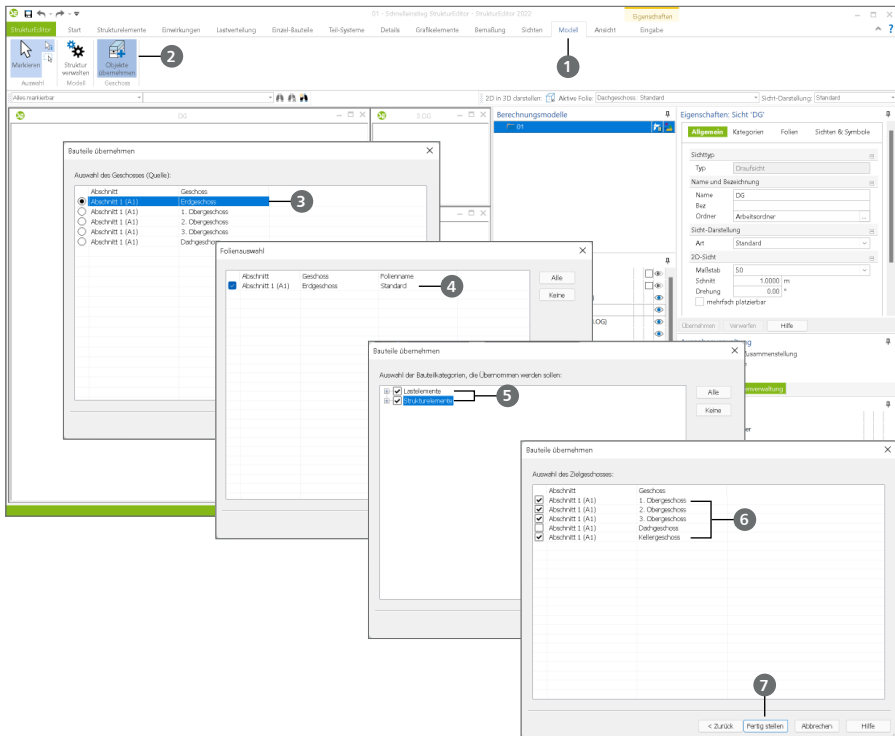 01 - Schnelleinstieg StrukturEditor - StrukturEditor 2022
Eigenschaften
StrukturEditor Start Strukturelemente Einwirkungen Lastverteilung Einzel-Bauteile Teil-Systeme Details Grafikelemente Bemaßung Sichten Modell Ansicht Eingabe
Markieren
Struktur verwalten
Objekte übernehmen
Auswahl Modell Geschoss
1
2
Alles markierbar
2D in 3D darstellen: Aktive Folie: Dachgeschoss: Standard Sicht-Darstellung: Standard
DG
3.OG
Berechnungsmodelle
01
Eigenschaften: Sicht 'DG'
Allgemein Kategorien Folien Sichten & Symbole
Sichttyp
Typ Draufsicht
Name und Bezeichnung
Name DG
Bez
Ordner Arbeitsordner ...
Sicht-Darstellung
Art Standard
2D-Sicht
Maßstab 50
Schnitt 1.0000 m
Drehung 0.00 °
mehrfach platzierbar
Übernehmen Verwerfen Hilfe
Bauteile übernehmen
Auswahl des Geschosses (Quelle):
Abschnitt Geschoss
Abschnitt 1 (A1) Erdgeschoss
Abschnitt 1 (A1) 1. Obergeschoss
Abschnitt 1 (A1) 2. Obergeschoss
Abschnitt 1 (A1) 3. Obergeschoss
Abschnitt 1 (A1) Dachgeschoss
3
Folienauswahl
Abschnitt Geschoss Folienname
Abschnitt 1 (A1) Erdgeschoss Standard
Alle
Keine
4
Bauteile übernehmen
Auswahl der Bauteilkategorien, die Übernommen werden sollen:
Lastelemente
Strukturelemente
Alle
Keine
5
Bauteile übernehmen
Auswahl des Zielgeschosses:
Abschnitt Geschoss
Abschnitt 1 (A1) 1. Obergeschoss
Abschnitt 1 (A1) 2. Obergeschoss
Abschnitt 1 (A1) 3. Obergeschoss
Abschnitt 1 (A1) Dachgeschoss
Abschnitt 1 (A1) Kellergeschoss
6
7
< Zurück Fertig stellen Abbrechen Hilfe